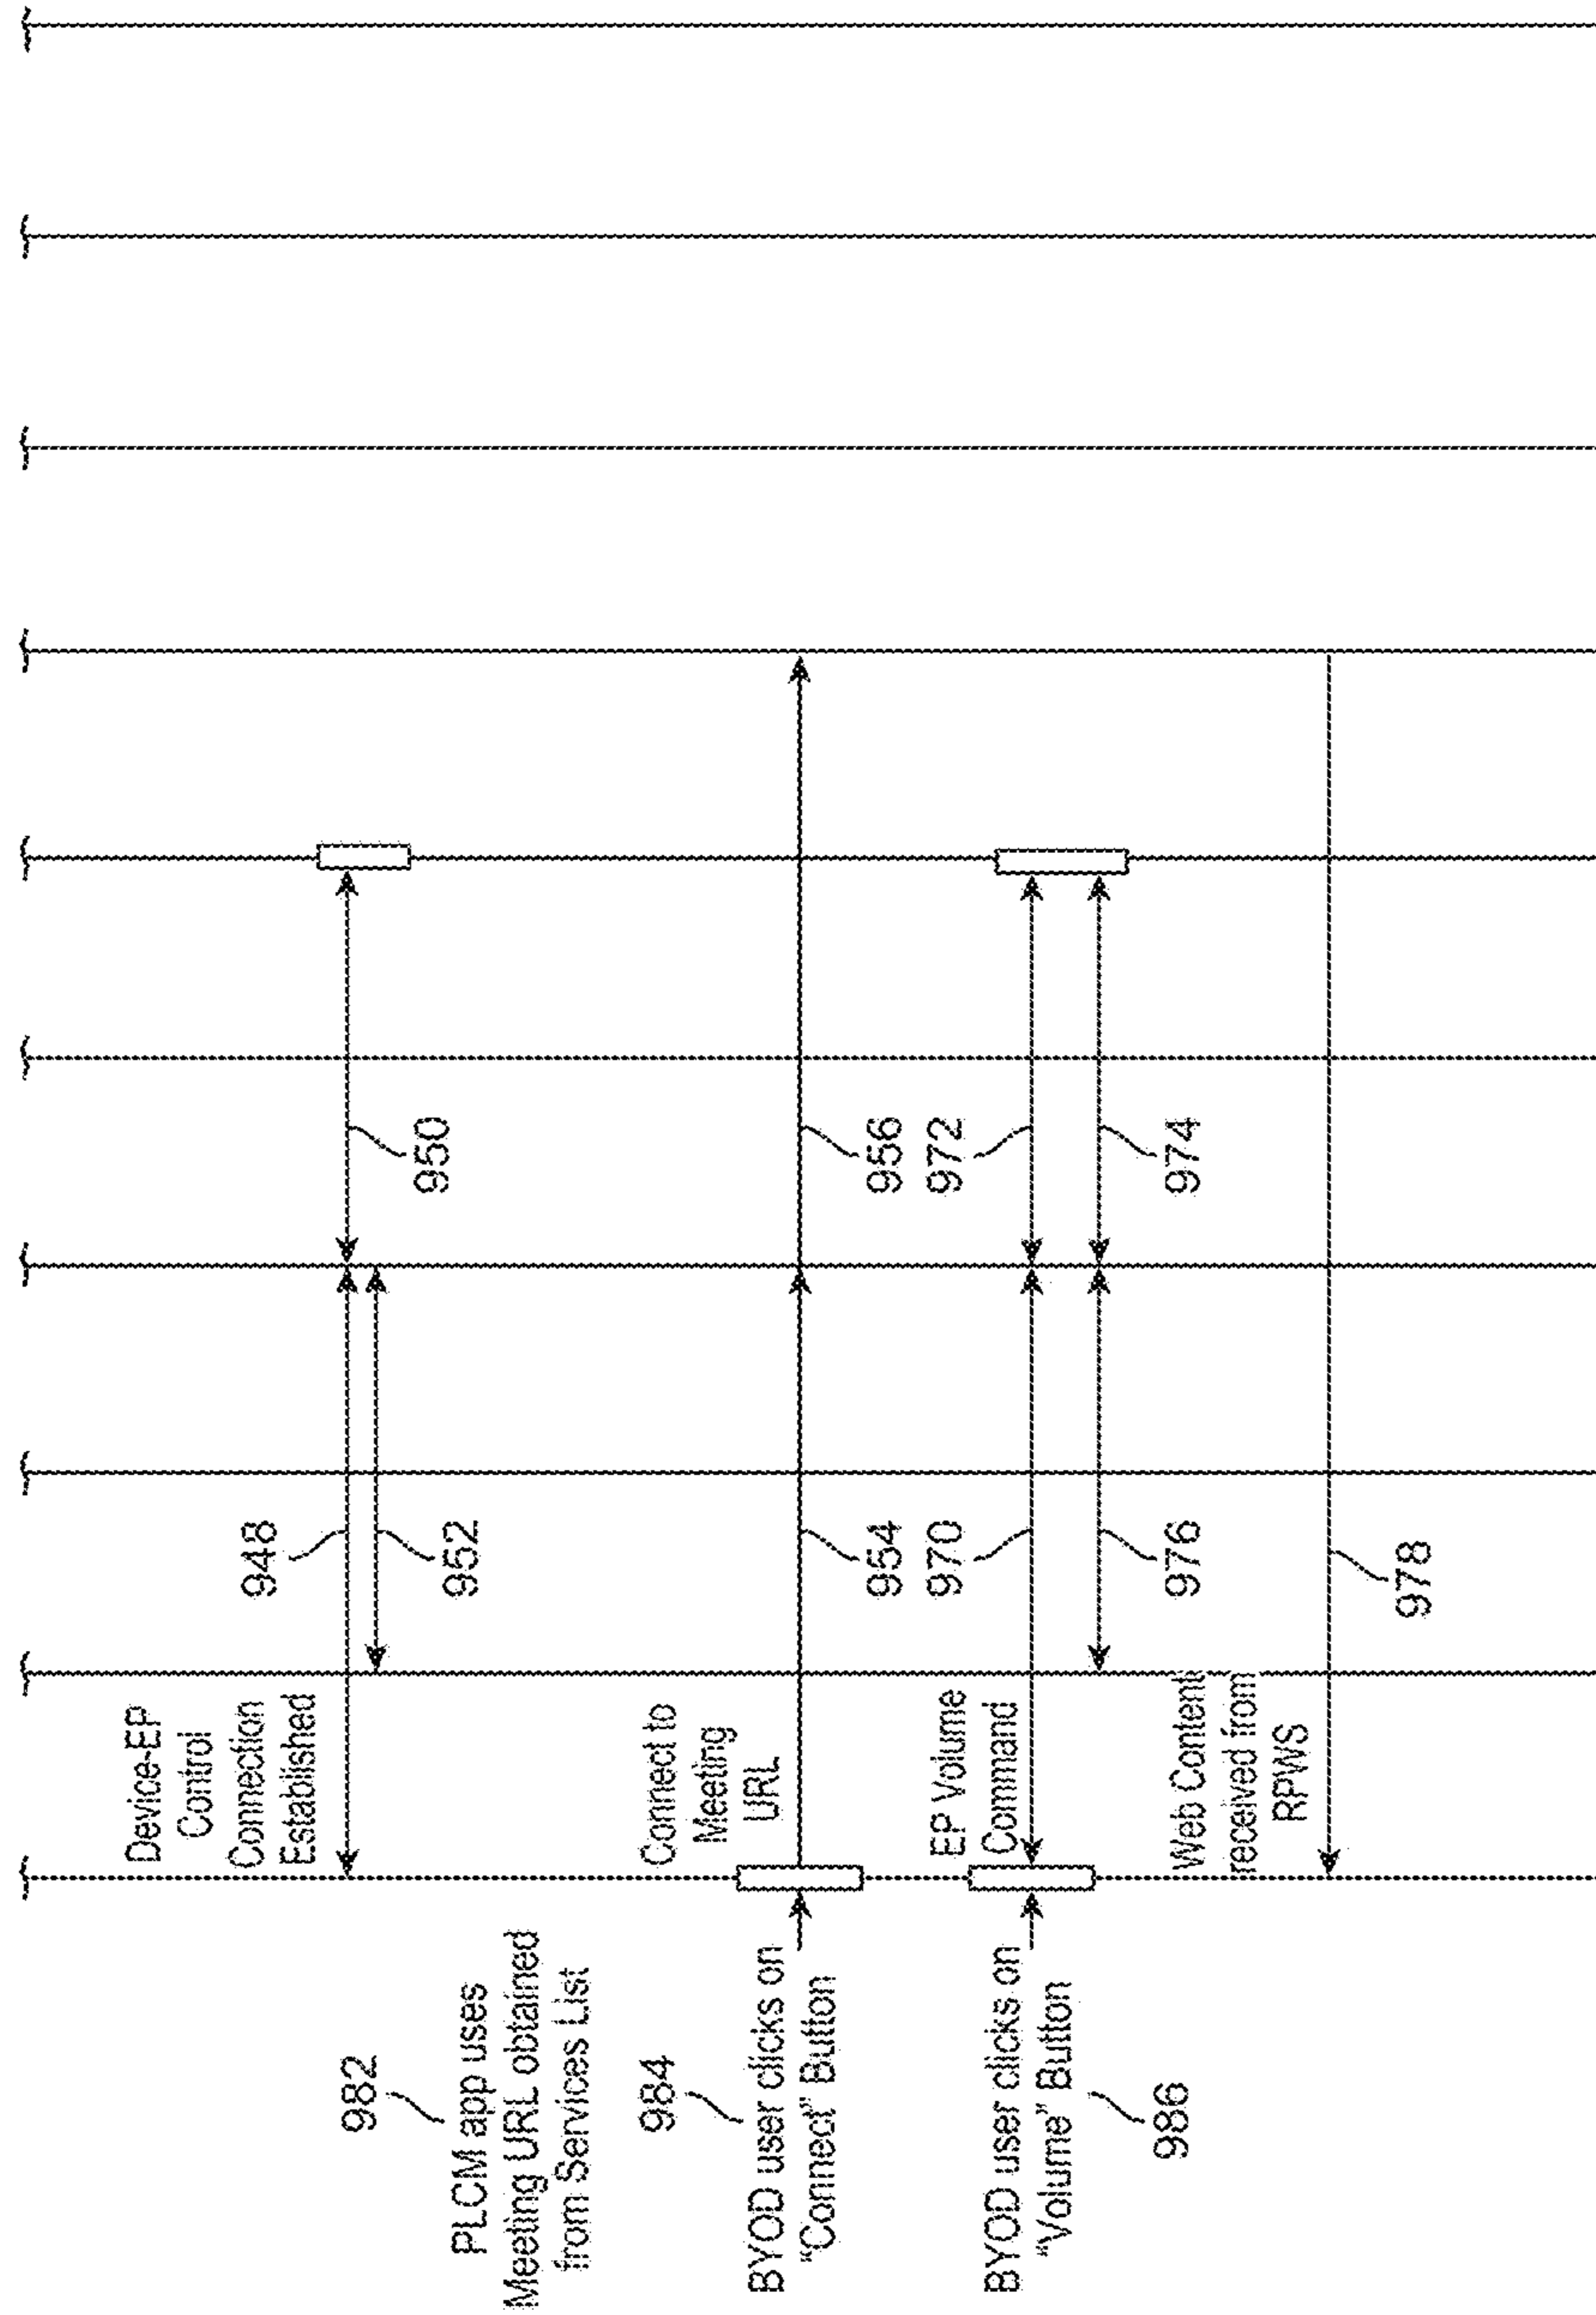 982
PLCM app uses
Meeting URL obtained
from Services List
984
BYOD user clicks on
“Connect” Button
BYOD user clicks on
“Volume” Button
986
Device-EP
Control
Connection
Established
948
952
950
Connect to
Meeting
URL
954
956
EP Volume
Command
970
972
976
974
Web Content
received from
RPWS
978